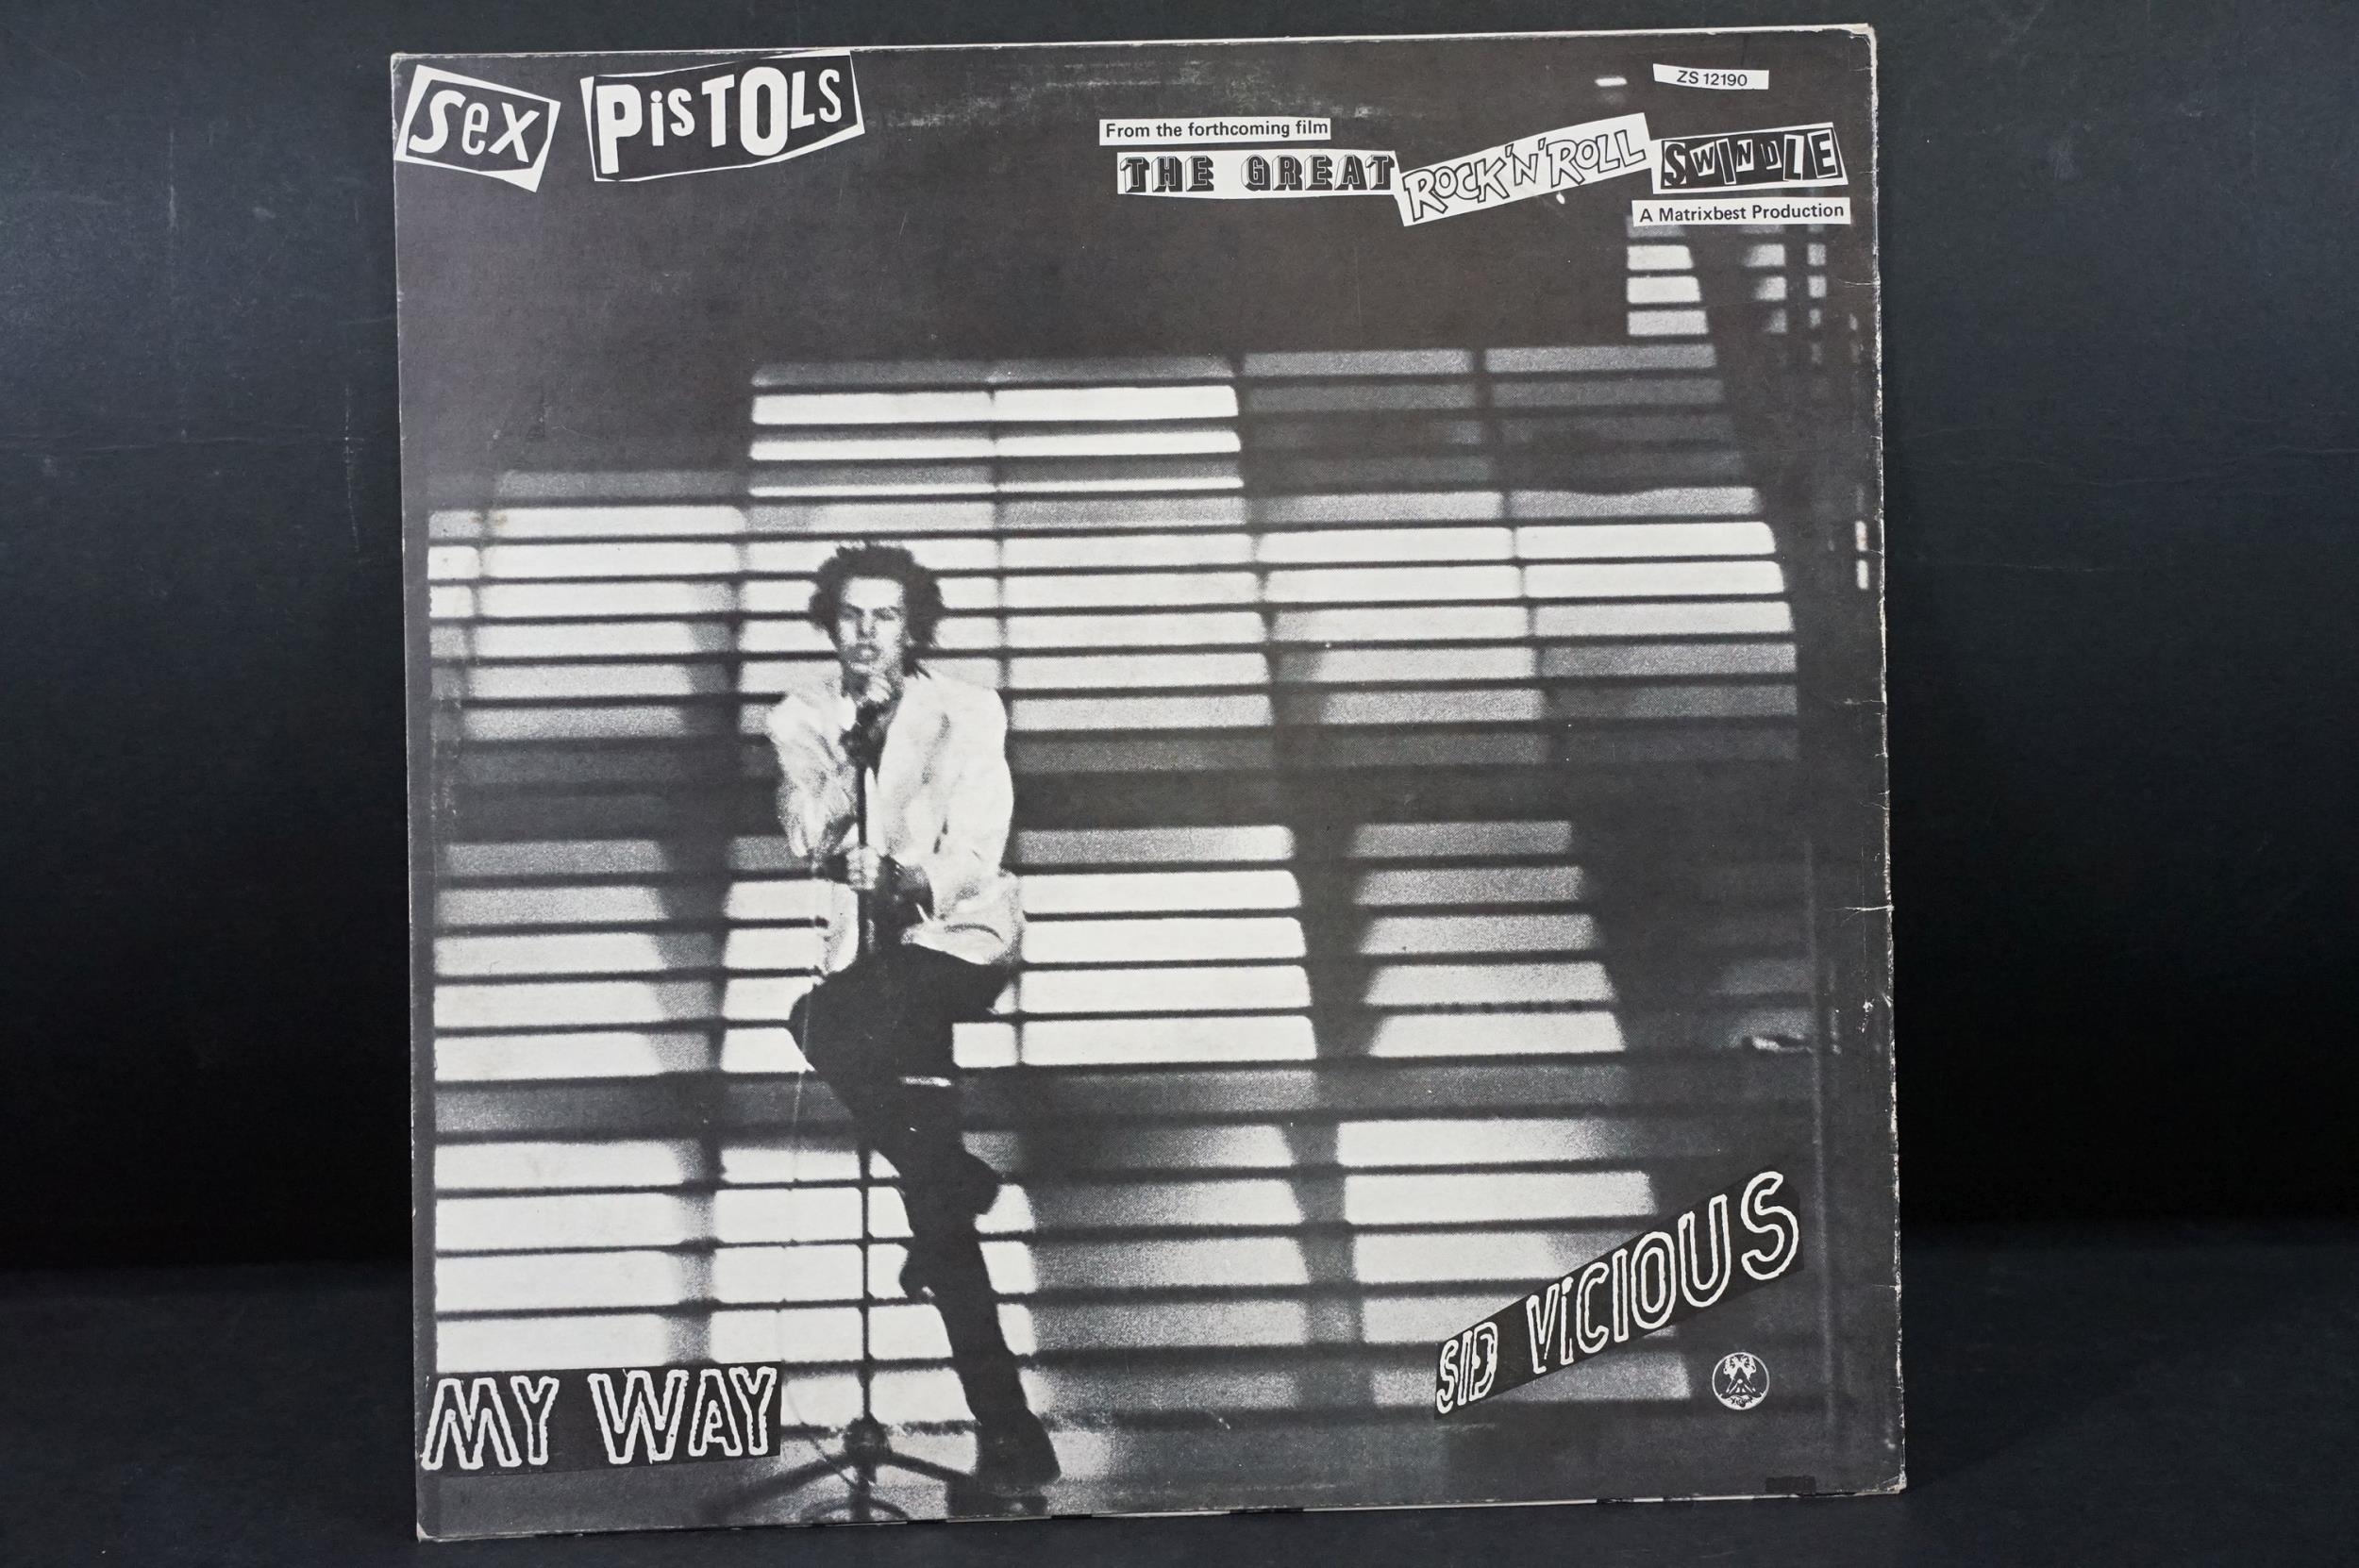 Sex PiSTOLS
ZS 12190
From the forthcoming film
THE GREAT ROCK'N'ROLL SWINDLE
A Matrixbest Production
SID ViCIOUS
MY WAY